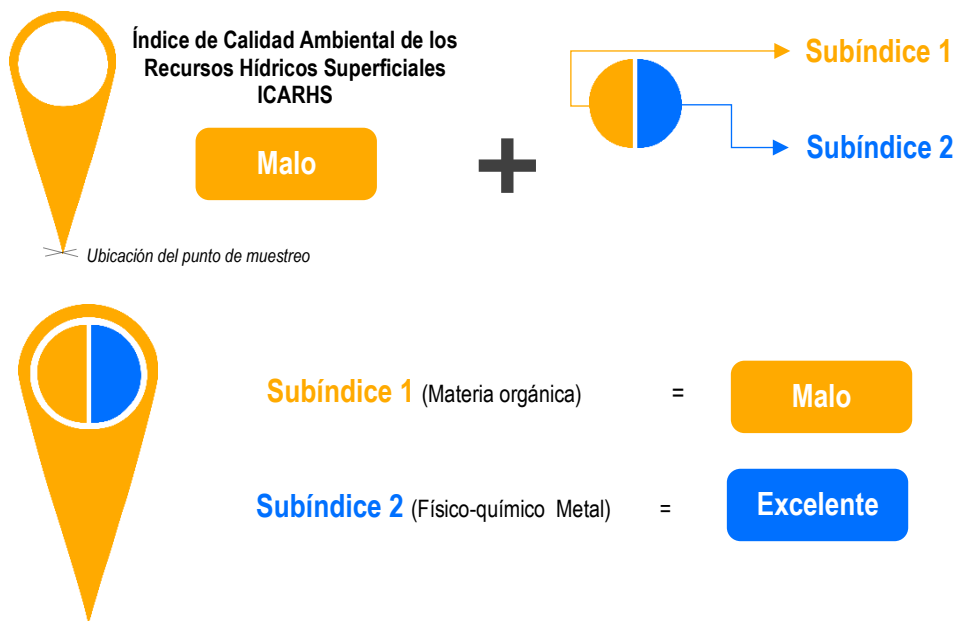 Índice de Calidad Ambiental de los
Recursos Hídricos Superficiales
ICARHS
Malo
Subíndice 1
Subíndice 2
Ubicación del punto de muestreo
Subíndice 1 (Materia orgánica) = Malo
Subíndice 2 (Físico-químico Metal) = Excelente